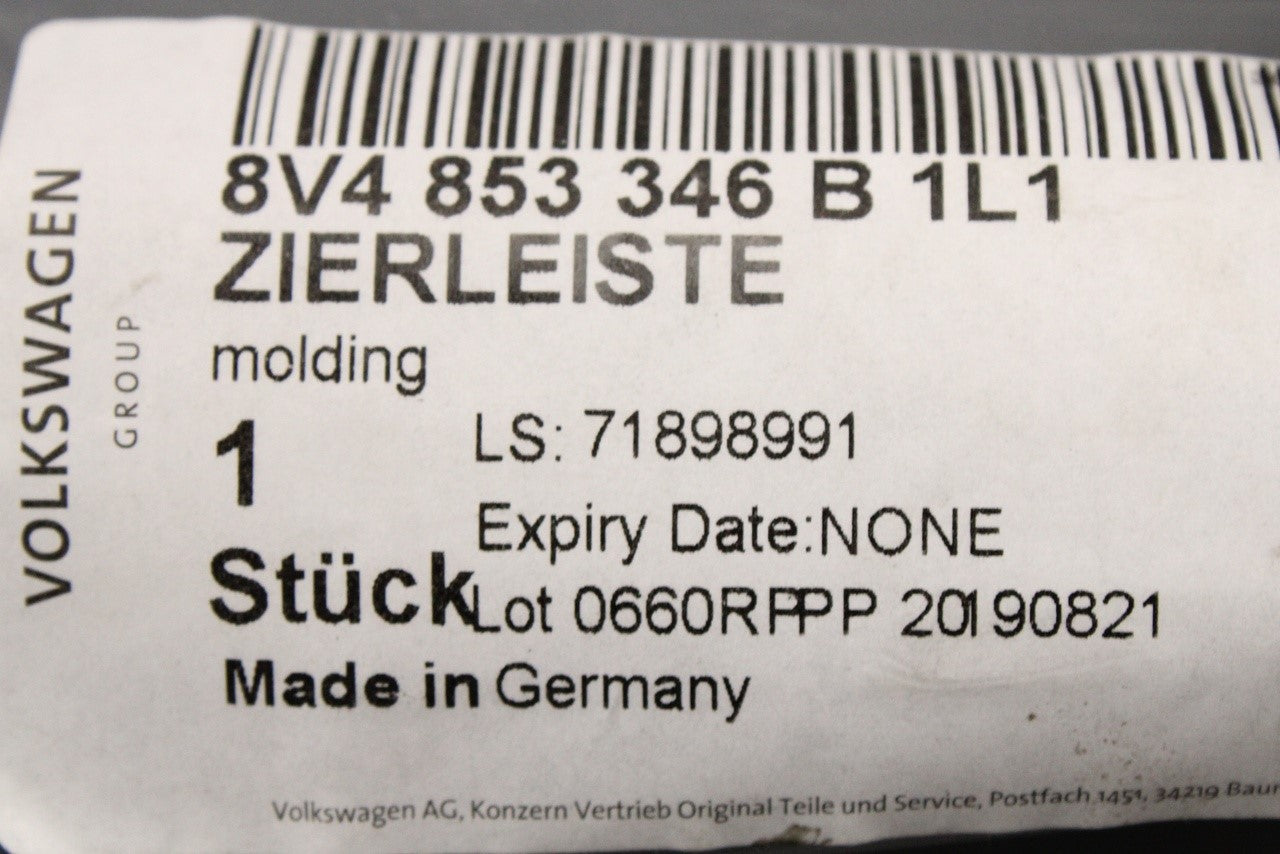 VOLKSWAGEN
GROUP
8V4 853 346 B 1L1
ZIERLEISTE
molding
1
LS: 71898991
Expiry Date:NONE
Stück
Lot 0660RPPP 20190821
Made in Germany
Volkswagen AG, Konzern Vertrieb Original Teile und Service, Postfach 1451, 34219 Baun